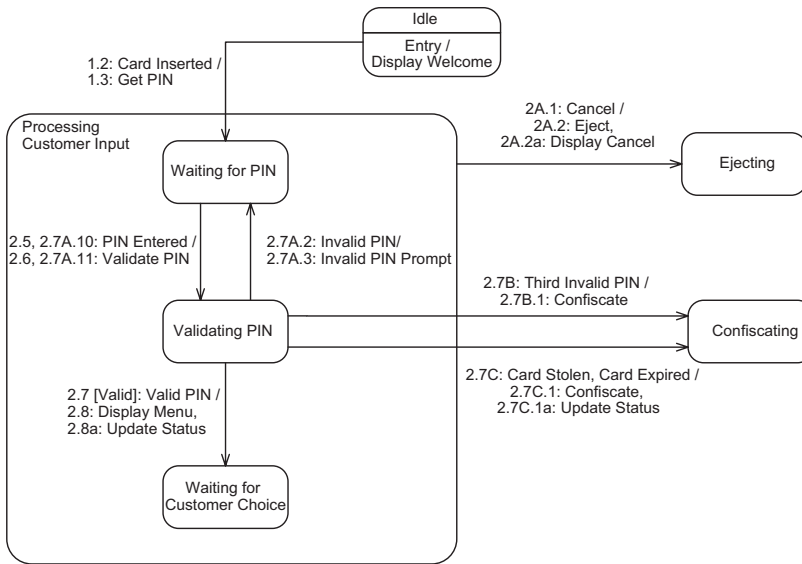 Idle
Entry /
Display Welcome
1.2: Card Inserted /
1.3: Get PIN
Processing
Customer Input
2A.1: Cancel /
2A.2: Eject,
2A.2a: Display Cancel
Ejecting
Waiting for PIN
2.5, 2.7A.10: PIN Entered /
2.6, 2.7A.11: Validate PIN
2.7A.2: Invalid PIN/
2.7A.3: Invalid PIN Prompt
2.7B: Third Invalid PIN /
2.7B.1: Confiscate
Validating PIN
Confiscating
2.7C: Card Stolen, Card Expired /
2.7C.1: Confiscate,
2.7C.1a: Update Status
2.7 [Valid]: Valid PIN /
2.8: Display Menu,
2.8a: Update Status
Waiting for
Customer Choice